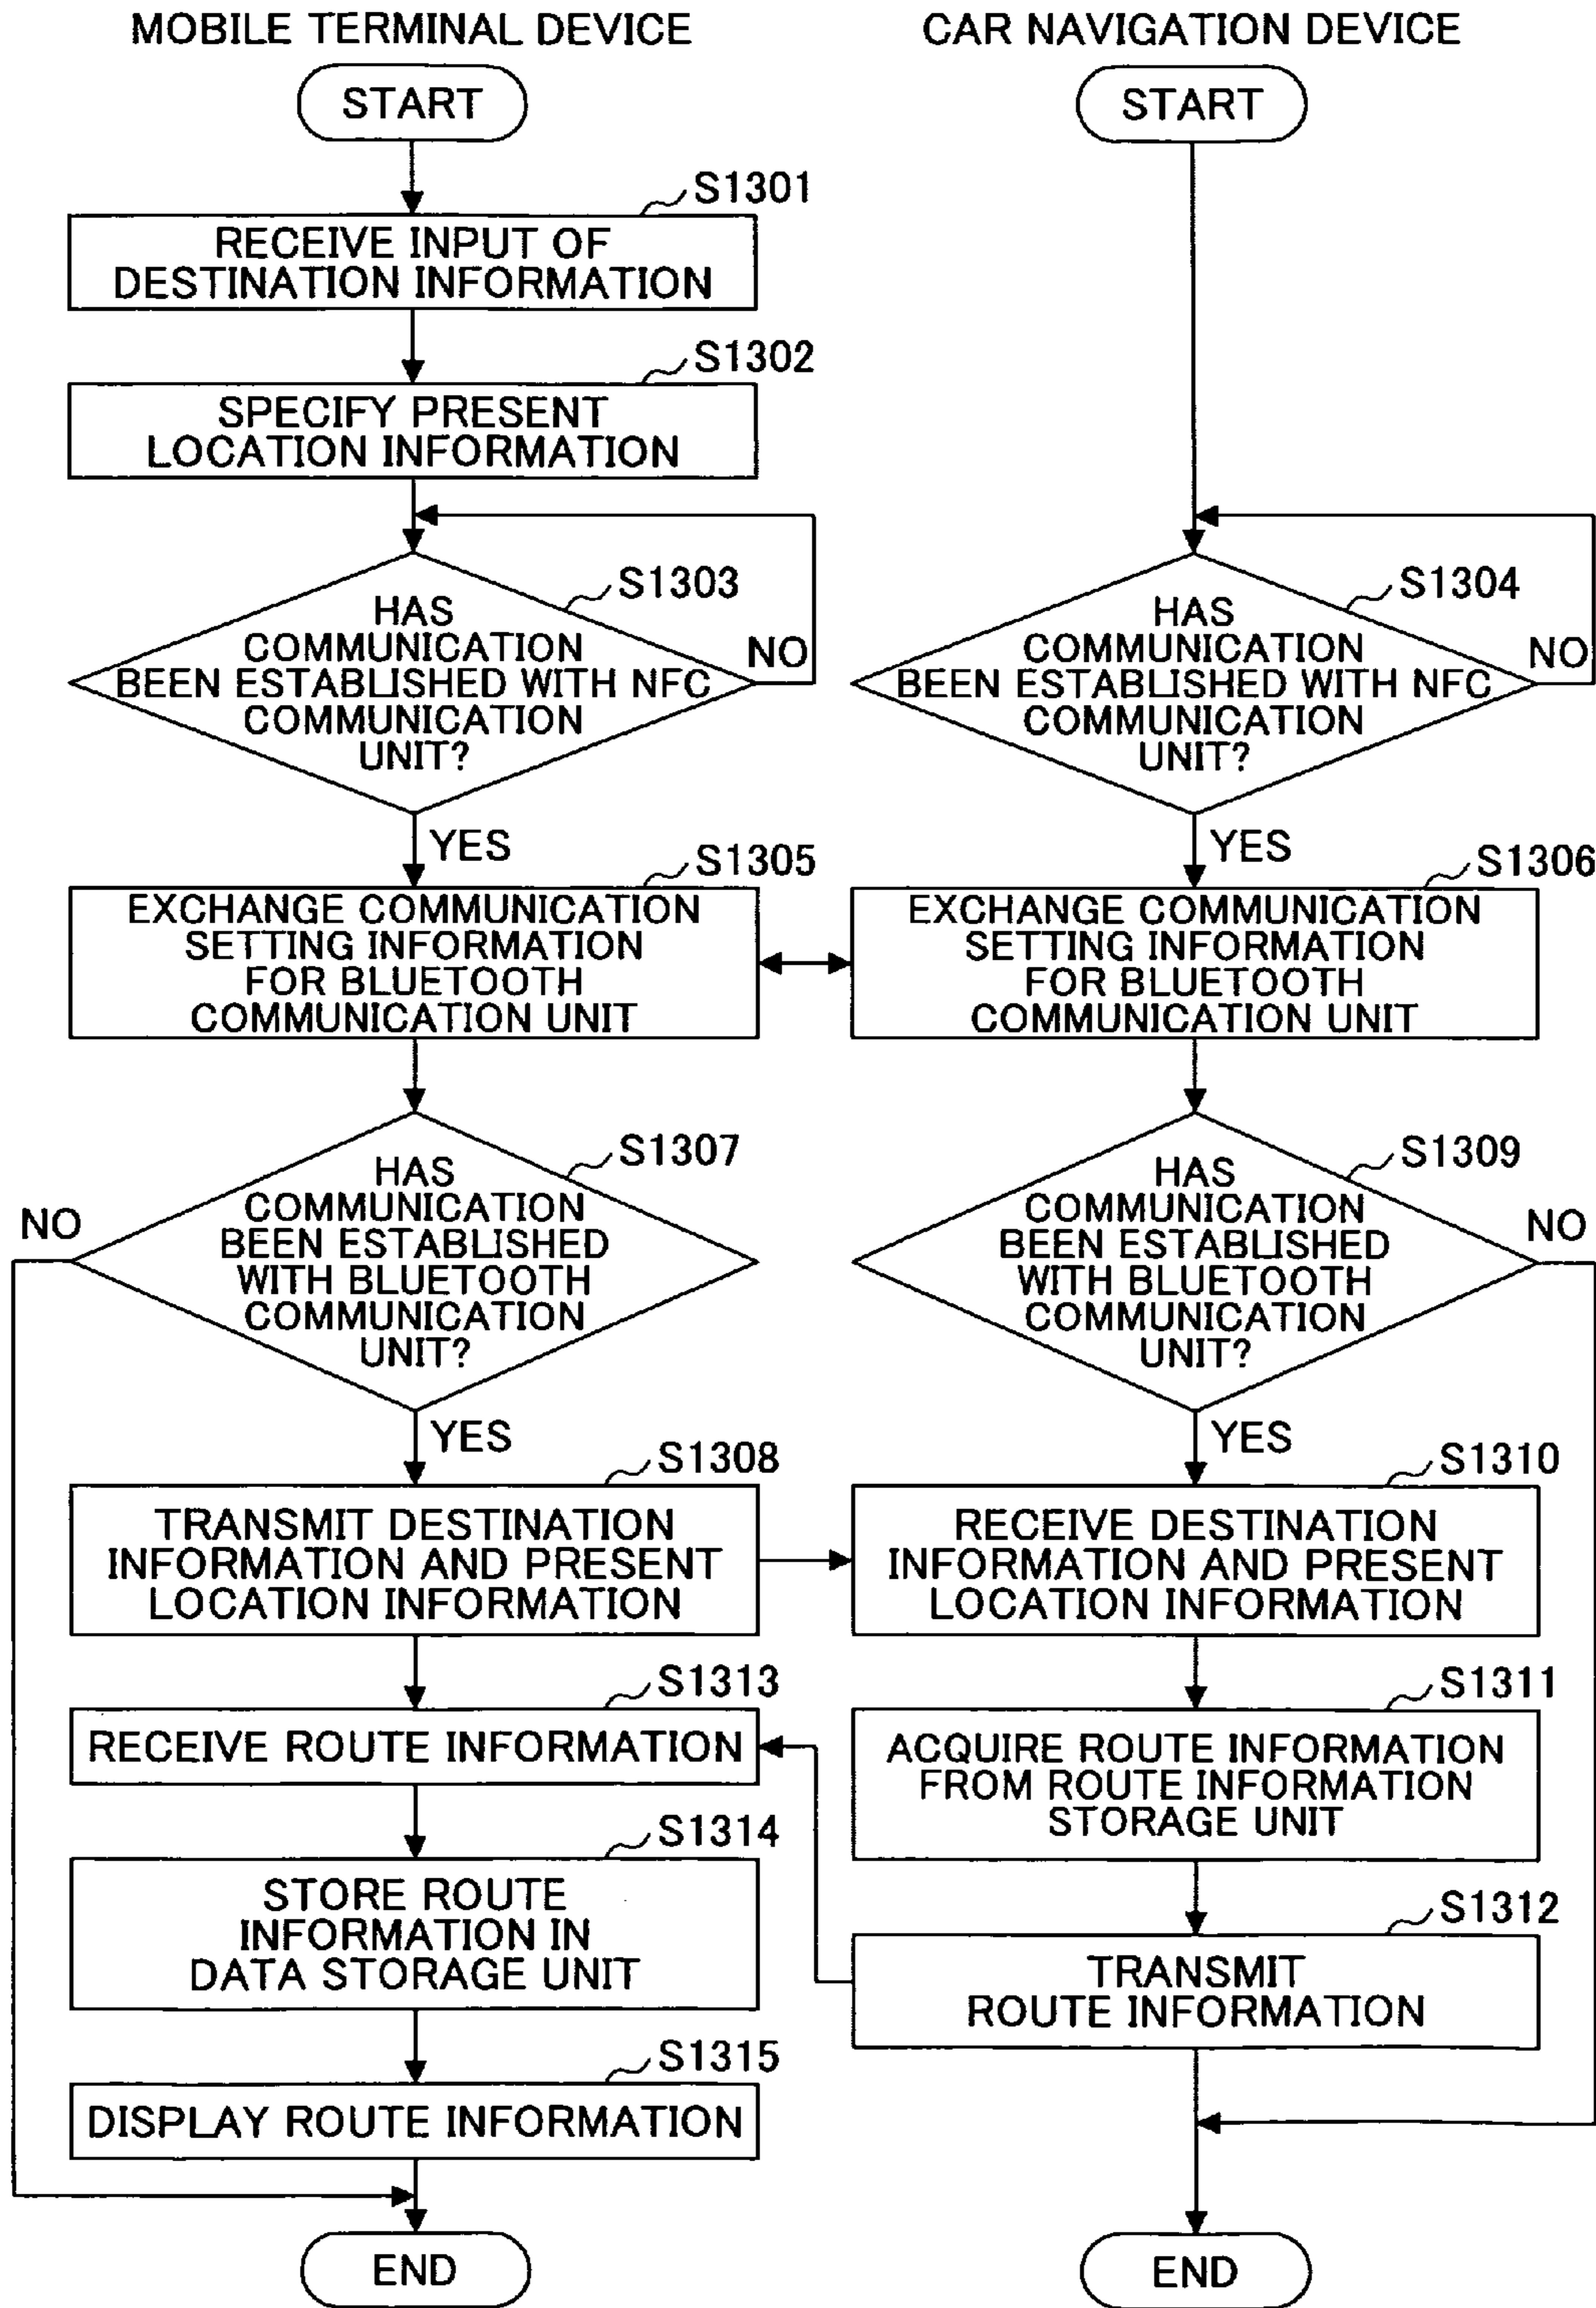 MOBILE TERMINAL DEVICE
START
S1301
RECEIVE INPUT OF
DESTINATION INFORMATION
S1302
SPECIFY PRESENT
LOCATION INFORMATION
S1303
HAS
COMMUNICATION
BEEN ESTABLISHED WITH NFC
COMMUNICATION
UNIT?
NO
YES
S1305
EXCHANGE COMMUNICATION
SETTING INFORMATION
FOR BLUETOOTH
COMMUNICATION UNIT
S1307
HAS
COMMUNICATION
BEEN ESTABLISHED
WITH BLUETOOTH
COMMUNICATION
UNIT?
NO
YES
S1308
TRANSMIT DESTINATION
INFORMATION AND PRESENT
LOCATION INFORMATION
S1313
RECEIVE ROUTE INFORMATION
S1314
STORE ROUTE
INFORMATION IN
DATA STORAGE UNIT
S1315
DISPLAY ROUTE INFORMATION
END
CAR NAVIGATION DEVICE
START
S1304
HAS
COMMUNICATION
BEEN ESTABLISHED WITH NFC
COMMUNICATION
UNIT?
NO
YES
S1306
EXCHANGE COMMUNICATION
SETTING INFORMATION
FOR BLUETOOTH
COMMUNICATION UNIT
S1309
HAS
COMMUNICATION
BEEN ESTABLISHED
WITH BLUETOOTH
COMMUNICATION
UNIT?
NO
YES
S1310
RECEIVE DESTINATION
INFORMATION AND PRESENT
LOCATION INFORMATION
S1311
ACQUIRE ROUTE INFORMATION
FROM ROUTE INFORMATION
STORAGE UNIT
S1312
TRANSMIT
ROUTE INFORMATION
END